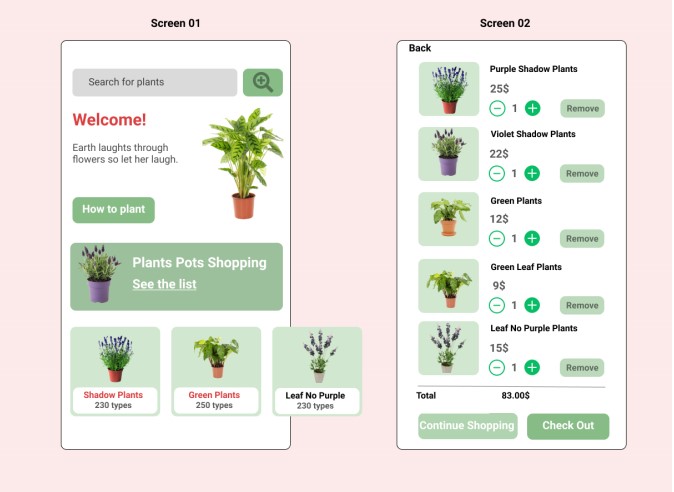 Screen 01
Search for plants
Welcome!
Earth laughts through
flowers so let her laugh.
How to plant
Plants Pots Shopping
See the list
Shadow Plants
230 types
Green Plants
250 types
Leaf No Purple
230 types
Screen 02
Back
Purple Shadow Plants
25$
1
Remove
Violet Shadow Plants
22$
1
Remove
Green Plants
12$
1
Remove
Green Leaf Plants
9$
1
Remove
Leaf No Purple Plants
15$
1
Remove
Total 83.00$
Continue Shopping
Check Out